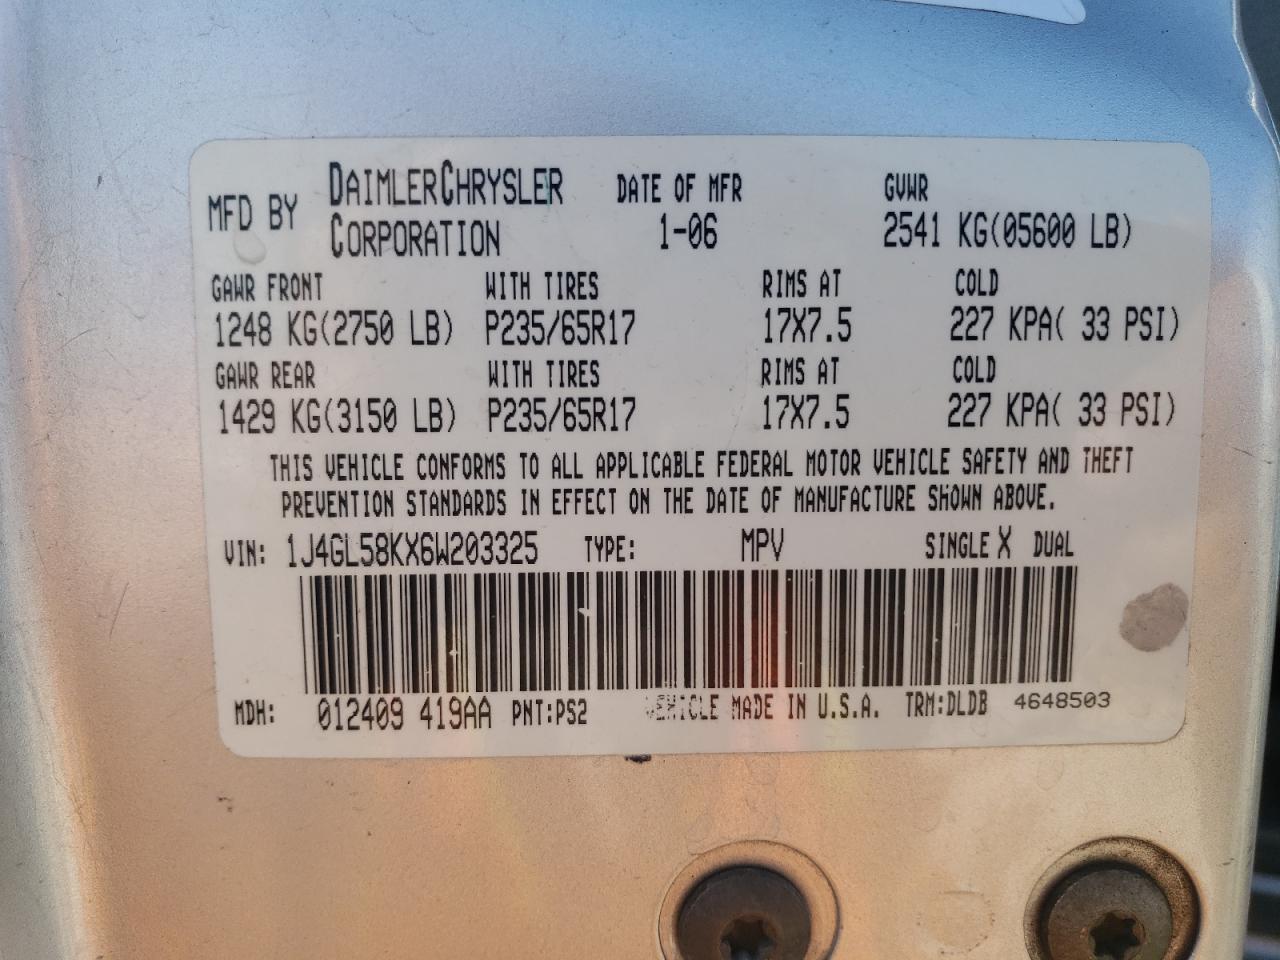 MFD BY DAIMLERCHRYSLER CORPORATION DATE OF MFR 1-06 GVWR 2541 KG(05600 LB)
GAWR FRONT WITH TIRES RIMS AT COLD
1248 KG(2750 LB) P235/65R17 17X7.5 227 KPA( 33 PSI)
GAWR REAR WITH TIRES RIMS AT COLD
1429 KG(3150 LB) P235/65R17 17X7.5 227 KPA( 33 PSI)
THIS VEHICLE CONFORMS TO ALL APPLICABLE FEDERAL MOTOR VEHICLE SAFETY AND THEFT
PREVENTION STANDARDS IN EFFECT ON THE DATE OF MANUFACTURE SHOWN ABOVE.
VIN: 1J4GL58KX6W203325 TYPE: MPV SINGLE X DUAL
MDH: 012409 419AA PNT:PS2 VEHICLE MADE IN U.S.A. TRM:DLDB 4648503